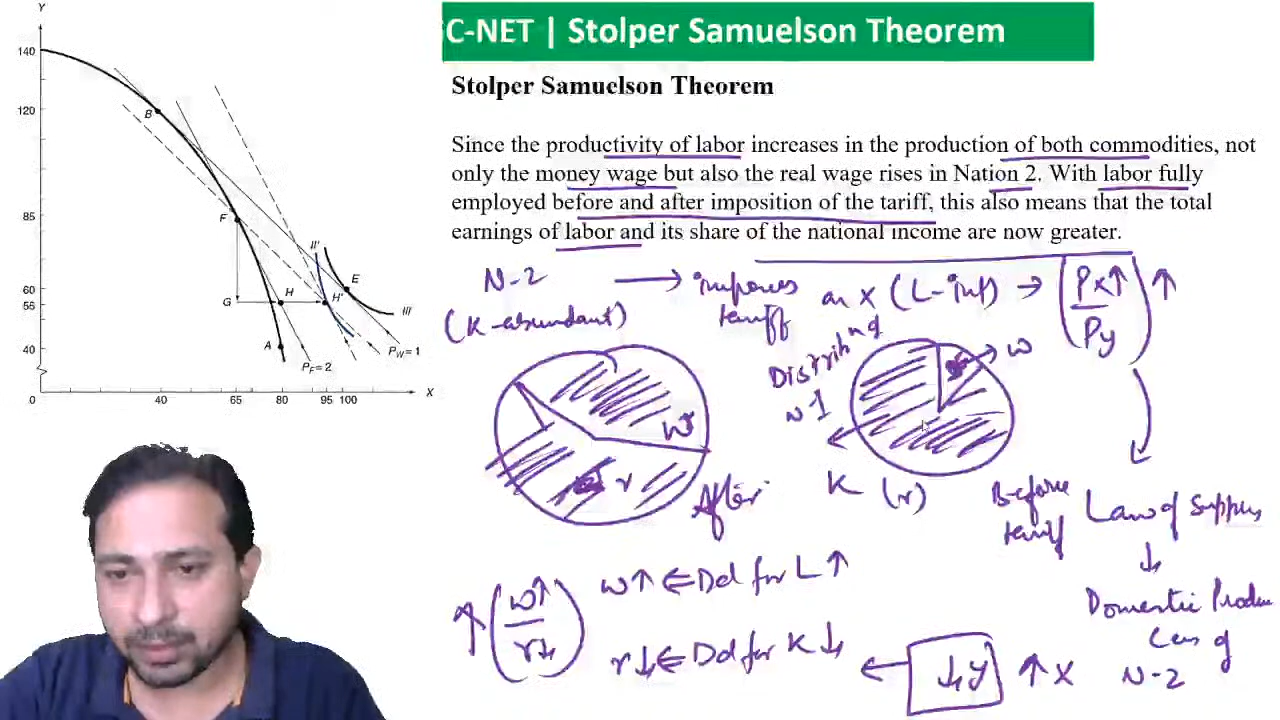 C-NET | Stolper Samuelson Theorem
Stolper Samuelson Theorem
Since the productivity of labor increases in the production of both commodities, not
only the money wage but also the real wage rises in Nation 2. With labor fully
employed before and after imposition of the tariff, this also means that the total
earnings of labor and its share of the national income are now greater.
Y
140
120
85
60
56
40
0
40
65
80
95
100
X
B
F
G
H
H'
A
E
II'
III
P_W=1
P_F=2
N-2 → imposes tariff on X (L-inf) → (Px↑/Py)↑
(K-abundant)
N-I
w
w
r
After
K (r)
Before
tariff
Law of Supply
↓
Domestic
N-2
↑(w↑/r↓)
w↑ ⇐ Dd for L↑
r↓ ⇐ Dd for K↓
← ↓Y ↑X